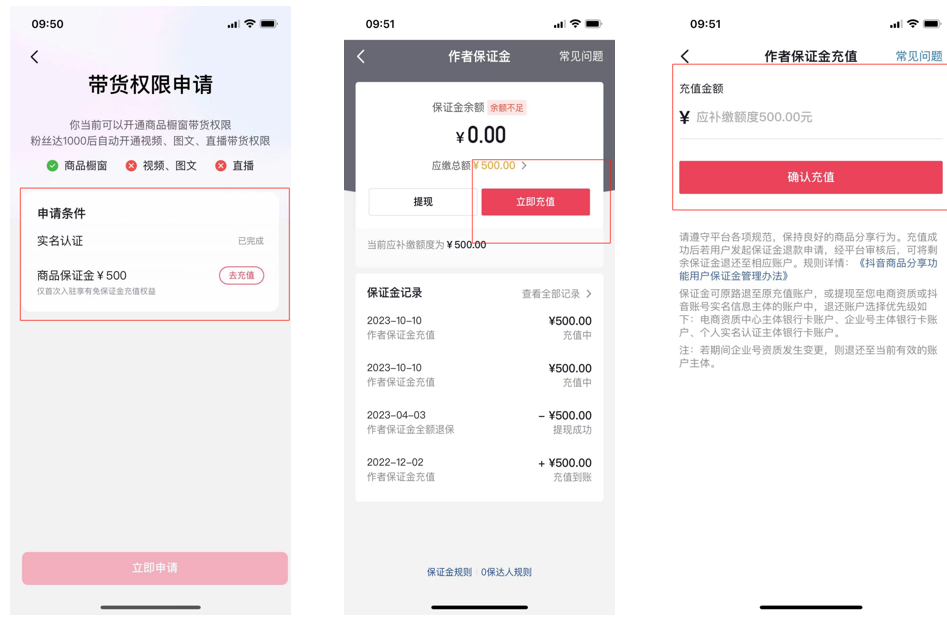 09:50
带货权限申请
你当前可以开通商品橱窗带货权限
粉丝达1000后自动开通视频、图文、直播带货权限
商品橱窗 视频、图文 直播
申请条件
实名认证 已完成
商品保证金 ¥ 500 去充值
仅首次入驻享有免保证金充值权益
立即申请
09:51
作者保证金 常见问题
保证金余额 余额不足
¥ 0.00
应缴总额 ¥ 500.00 >
提现 立即充值
当前应补缴额度为 ¥ 500.00
保证金记录 查看全部记录 >
2023-10-10 ¥500.00
作者保证金充值 充值中
2023-10-10 ¥500.00
作者保证金充值 充值中
2023-04-03 - ¥500.00
作者保证金全额退保 提现成功
2022-12-02 + ¥500.00
作者保证金充值 充值到账
保证金规则 | 0保达人规则
09:51
作者保证金充值 常见问题
充值金额
¥ 应补缴额度500.00元
确认充值
请遵守平台各项规范，保持良好的商品分享行为。充值成
功后若用户发起保证金退款申请，经平台审核后，可将剩
余保证金退还至相应账户。规则详情：《抖音商品分享功
能用户保证金管理办法》
保证金可原路退至原充值账户，或提现至您电商资质或抖
音账号实名信息主体的账户中，退还账户选择优先级如
下：电商资质中心主体银行卡账户、企业号主体银行卡账
户、个人实名认证主体银行卡账户。
注：若期间企业号资质发生变更，则退还至当前有效的账
户主体。